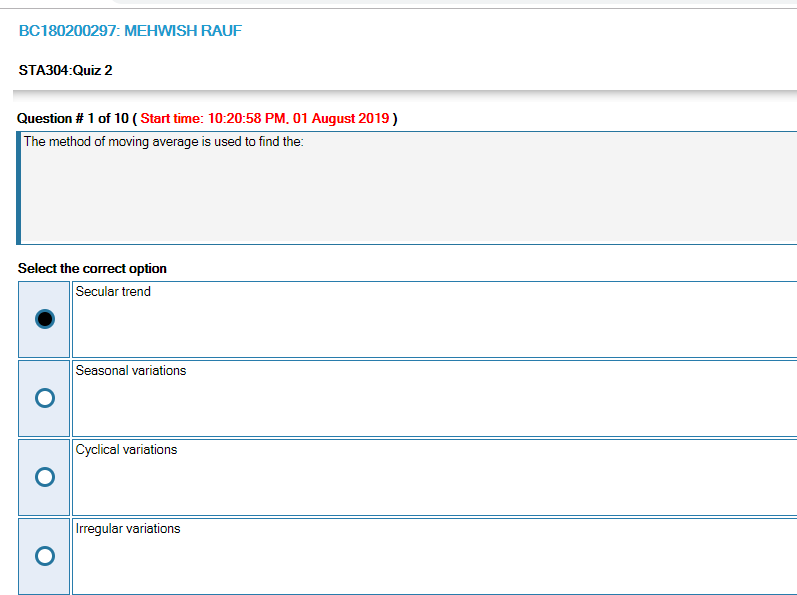 BC180200297: MEHWISH RAUF
STA304:Quiz 2
Question # 1 of 10 ( Start time: 10:20:58 PM, 01 August 2019 )
The method of moving average is used to find the:
Select the correct option
Secular trend
Seasonal variations
Cyclical variations
Irregular variations